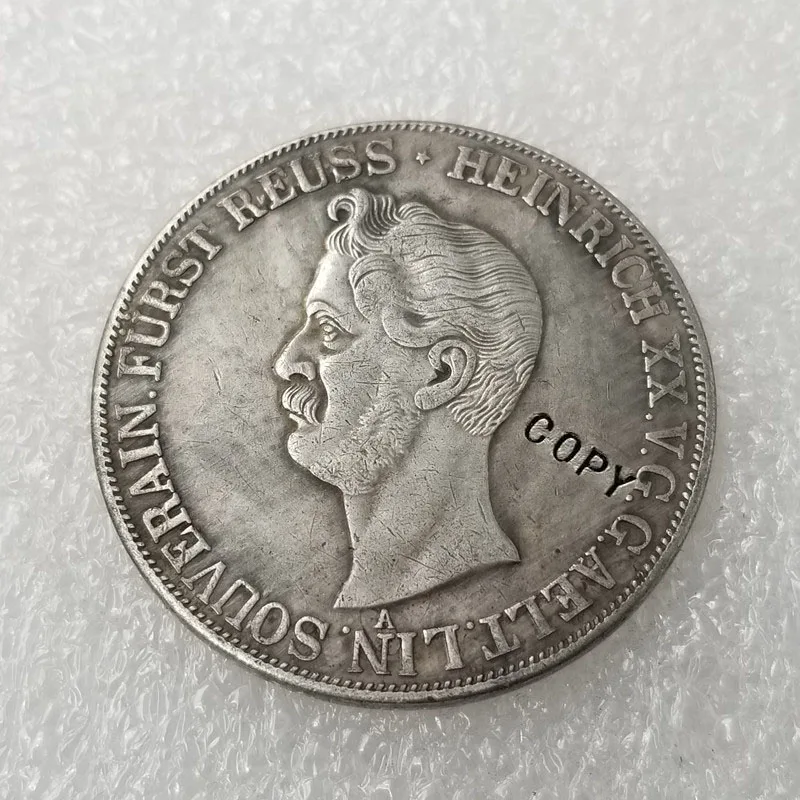 HEINRICH XX. V. G. G. AELT. LIN. SOUVERAIN. FÜRST REUSS
A
COPY